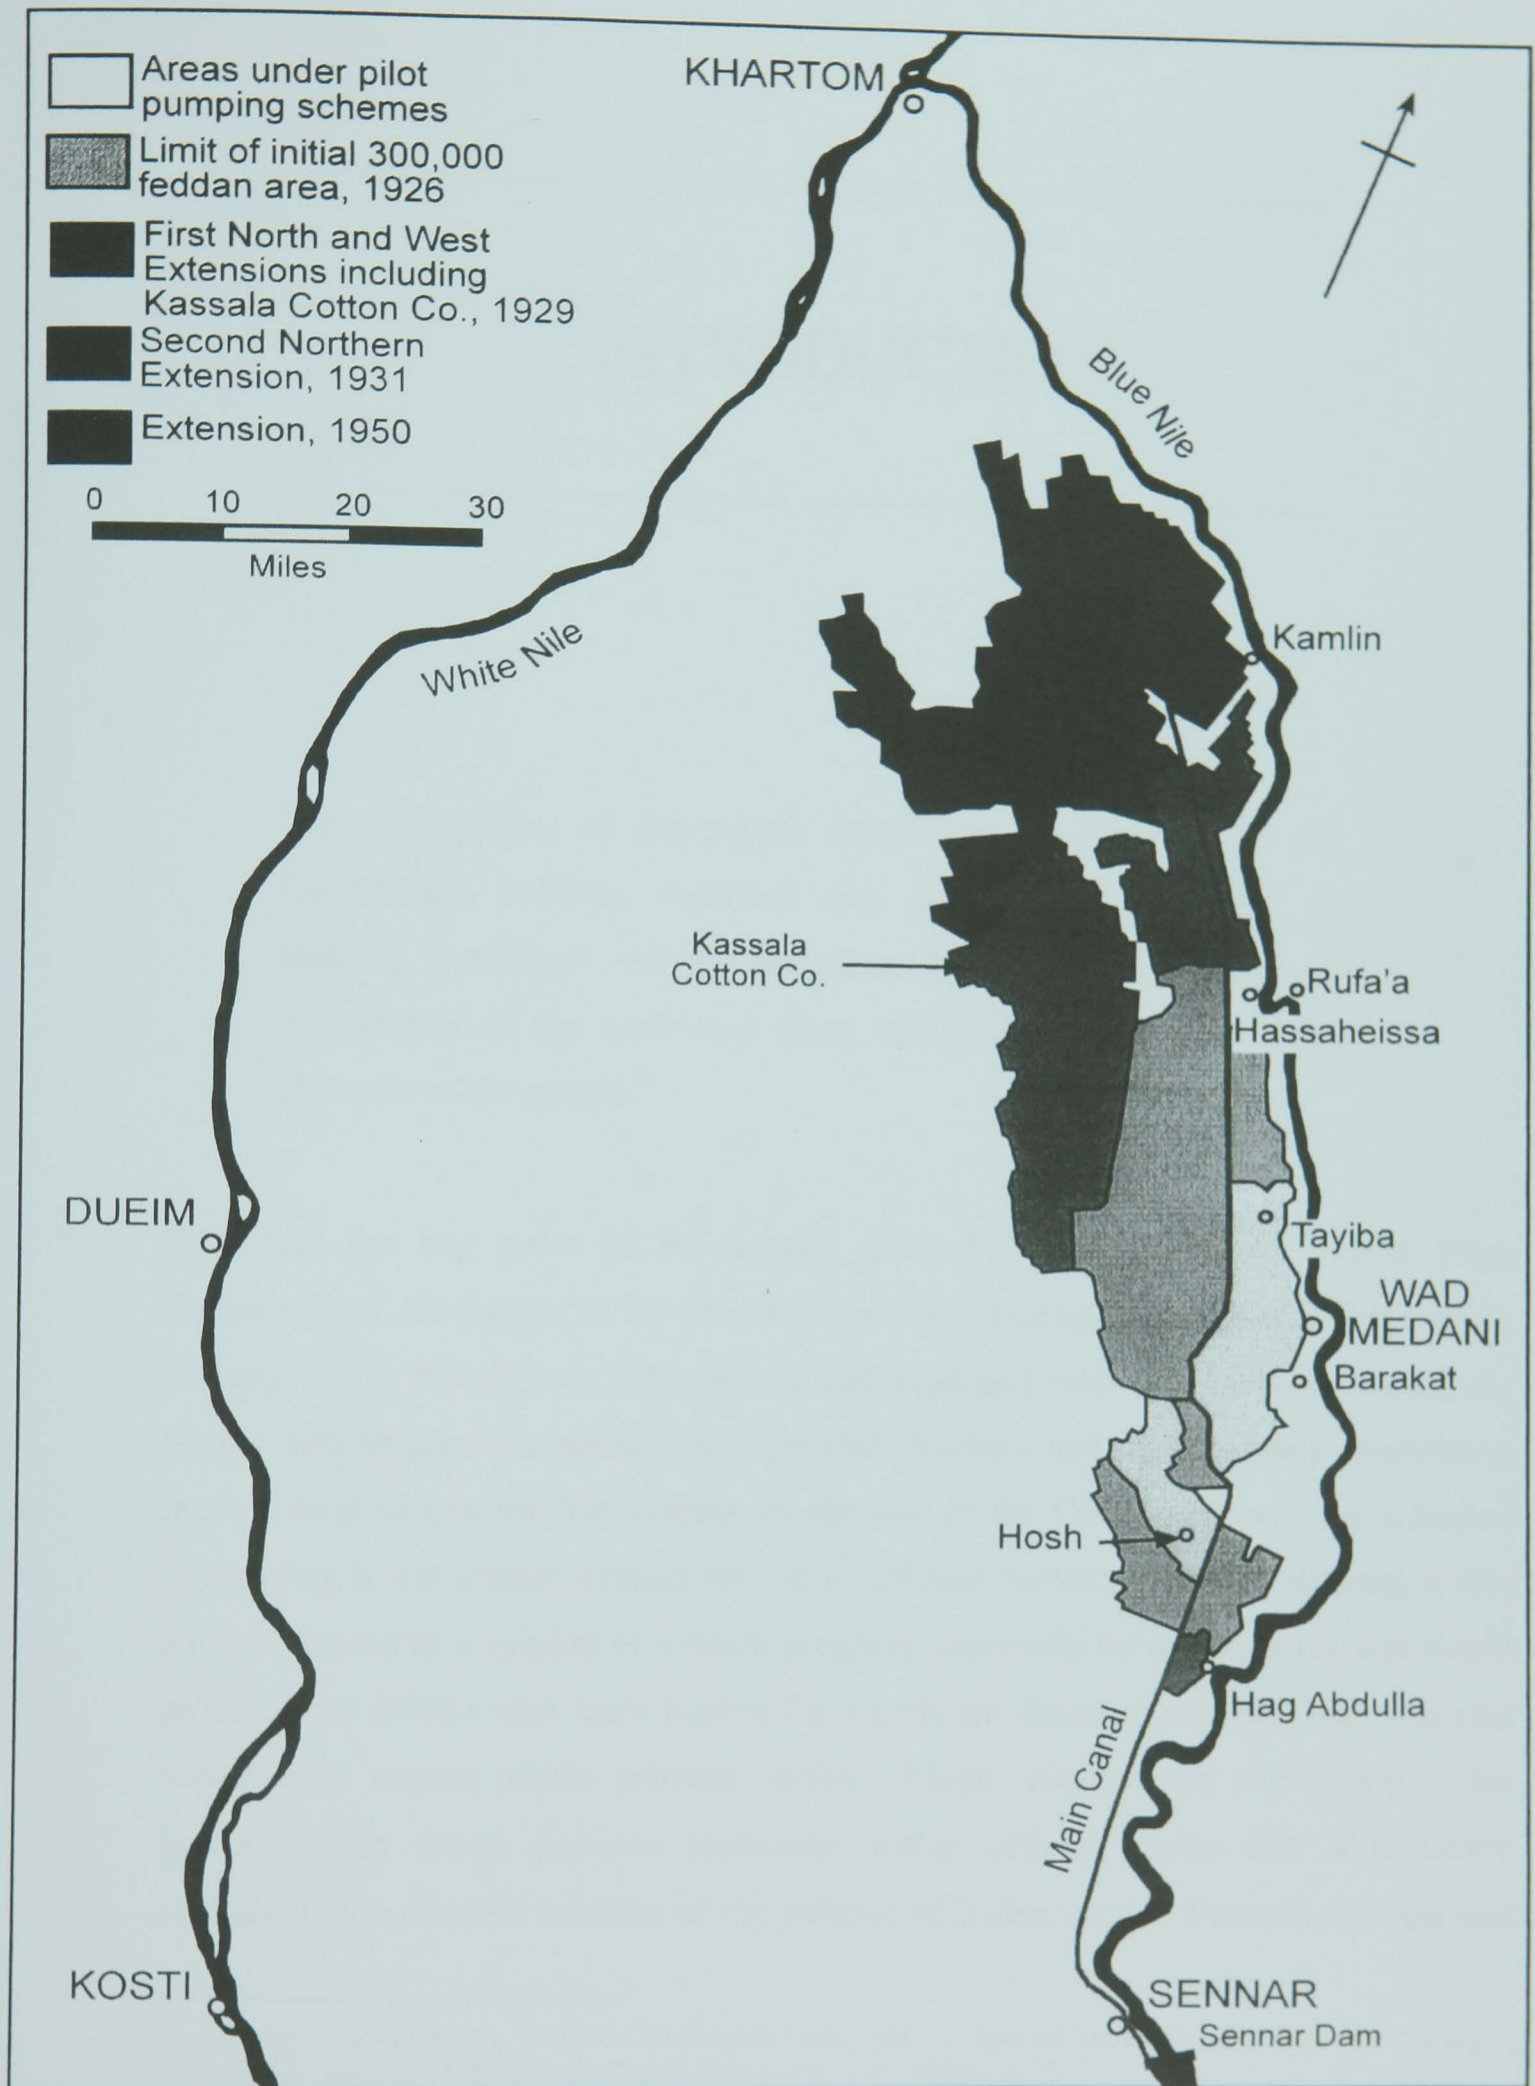 Areas under pilot
pumping schemes
Limit of initial 300,000
feddan area, 1926
First North and West
Extensions including
Kassala Cotton Co., 1929
Second Northern
Extension, 1931
Extension, 1950
0 10 20 30
Miles
KHARTOM
Blue Nile
White Nile
Kamlin
Kassala
Cotton Co.
Rufa'a
Hassaheissa
DUEIM
Tayiba
WAD
MEDANI
Barakat
Hosh
Hag Abdulla
Main Canal
KOSTI
SENNAR
Sennar Dam